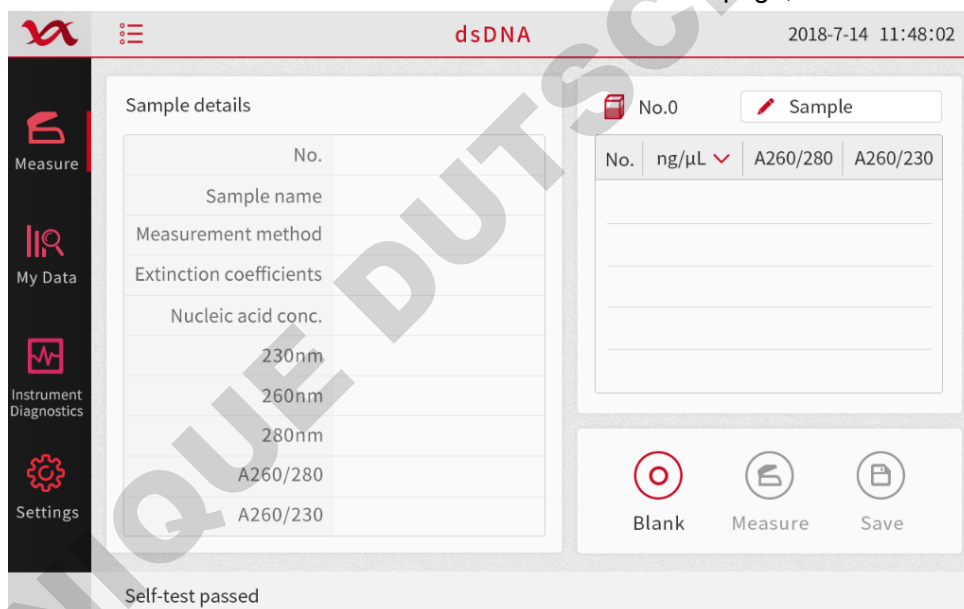 dsDNA
2018-7-14 11:48:02
Measure
My Data
Instrument
Diagnostics
Settings
Sample details
No.
Sample name
Measurement method
Extinction coefficients
Nucleic acid conc.
230nm
260nm
280nm
A260/280
A260/230
No.0
Sample
No. ng/μL A260/280 A260/230
Blank Measure Save
Self-test passed